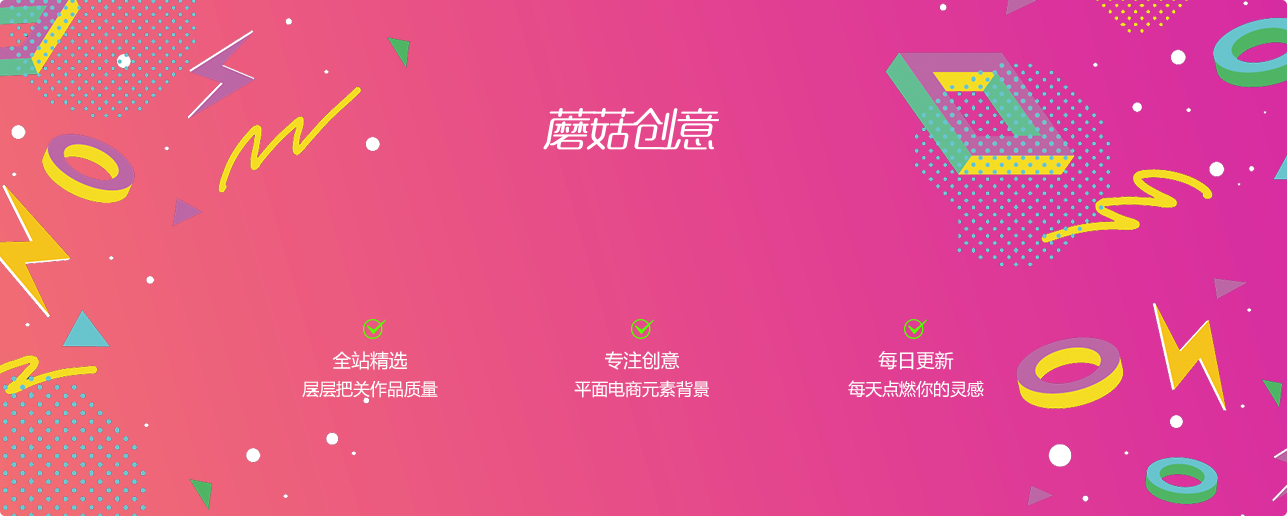 蘑菇创意
全站精选
层层把关作品质量
专注创意
平面电商元素背景
每日更新
每天点燃你的灵感